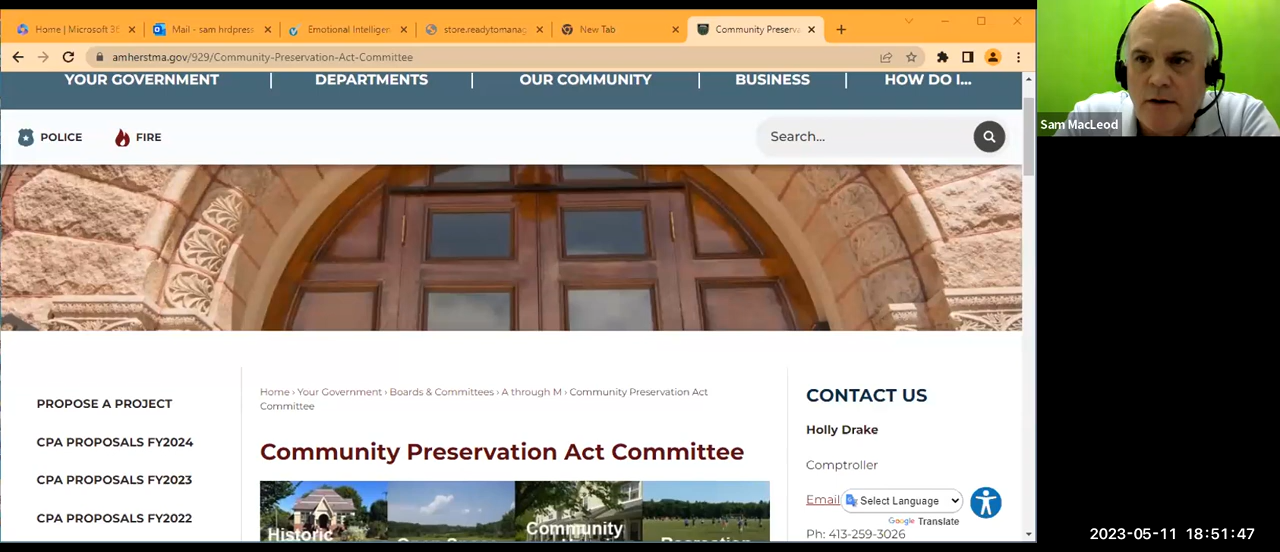 Home | Microsoft 36
Mail - sam hrdpress
Emotional Intelligen
store.readytomanag
New Tab
Community Preserva
amherstma.gov/929/Community-Preservation-Act-Committee
YOUR GOVERNMENT
DEPARTMENTS
OUR COMMUNITY
BUSINESS
HOW DO I...
Sam MacLeod
POLICE
FIRE
Search...
Home › Your Government › Boards & Committees › A through M › Community Preservation Act
Committee
PROPOSE A PROJECT
CPA PROPOSALS FY2024
CPA PROPOSALS FY2023
CPA PROPOSALS FY2022
Community Preservation Act Committee
Historic
Community
Recreation
CONTACT US
Holly Drake
Comptroller
Email
Select Language
Google Translate
Ph: 413-259-3026
2023-05-11 18:51:47